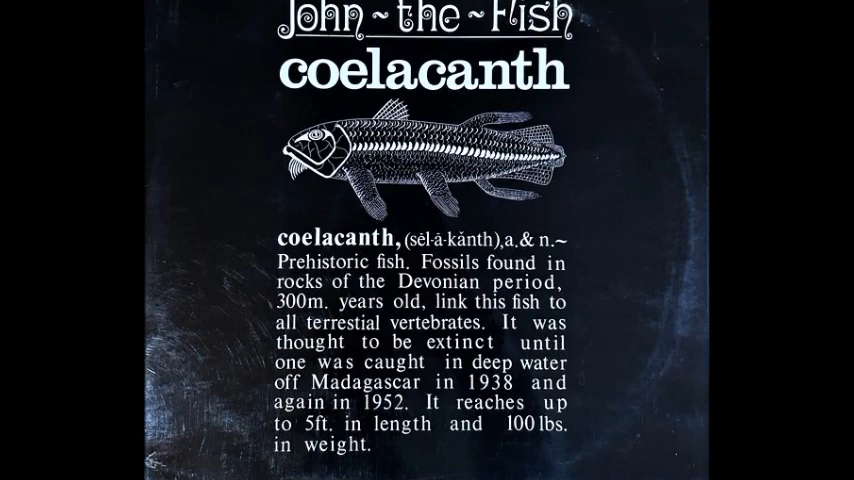 John ~ the ~ Fish
coelacanth
coelacanth, (sēl-ā-kănth),a.& n.~
Prehistoric fish. Fossils found in
rocks of the Devonian period,
300m. years old, link this fish to
all terrestial vertebrates. It was
thought to be extinct until
one was caught in deep water
off Madagascar in 1938 and
again in 1952. It reaches up
to 5ft. in length and 100lbs.
in weight.